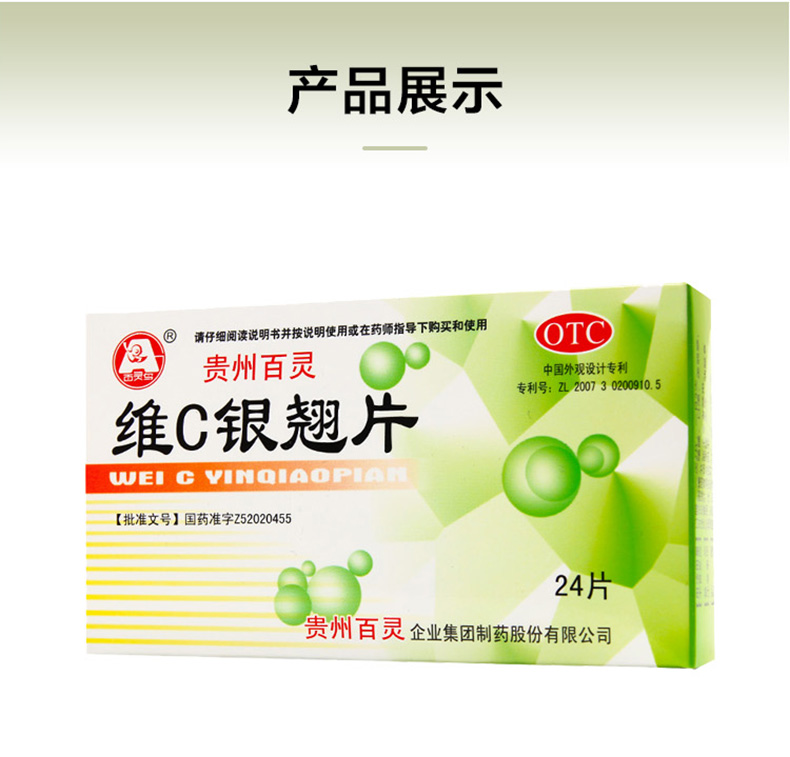 产品展示
百灵鸟
®
请仔细阅读说明书并按说明使用或在药师指导下购买和使用
OTC
贵州百灵
中国外观设计专利
专利号: ZL 2007 3 0200910.5
维C银翘片
WEI C YINQIAOPIAN
【批准文号】国药准字Z52020455
24片
贵州百灵 企业集团制药股份有限公司